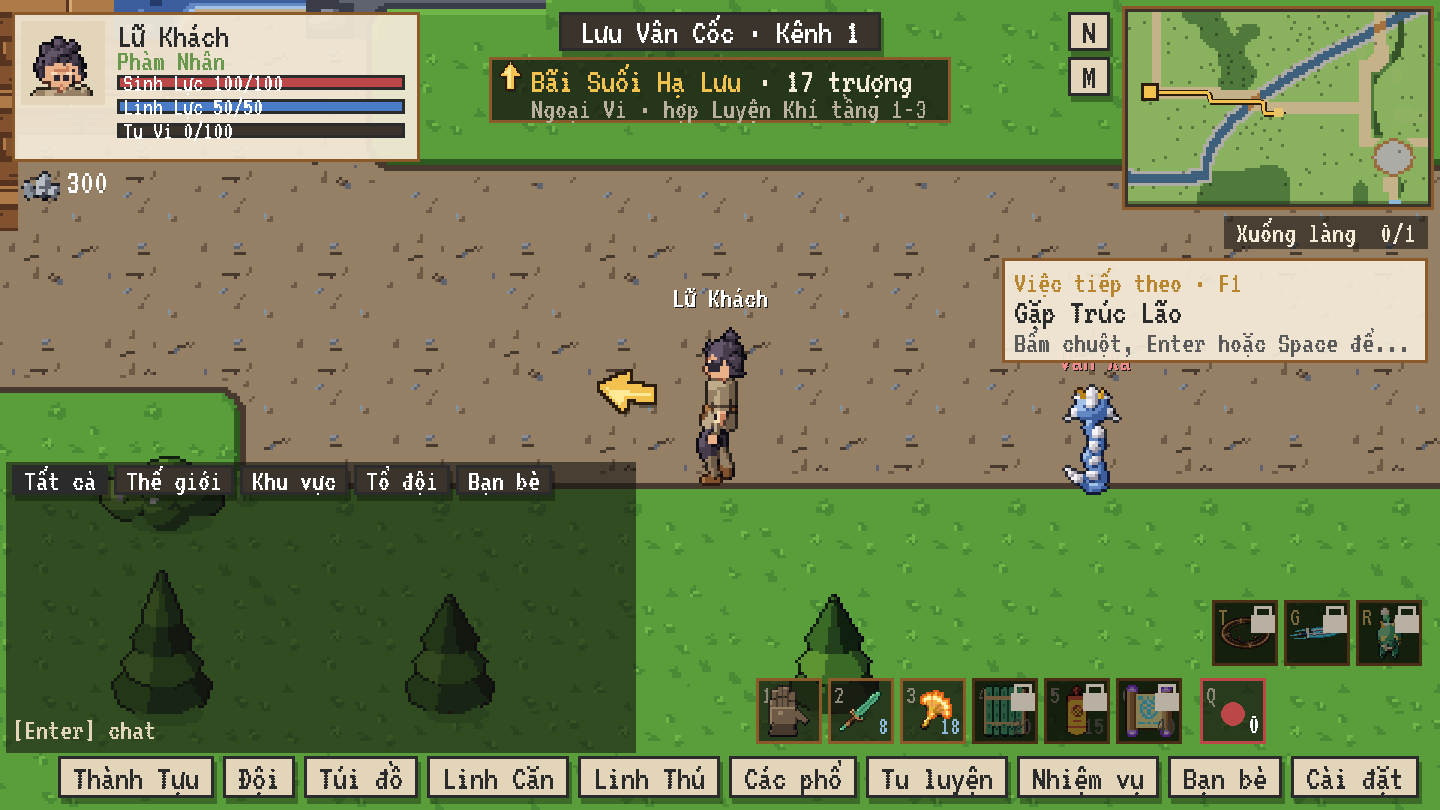 Lữ Khách
Phàm Nhân
Sinh Lực 100/100
Linh Lực 50/50
Tu Vi 0/100
300
Lưu Vân Cốc · Kênh 1
Bãi Suối Hạ Lưu · 17 trượng
Ngoại Vi · hợp Luyện Khí tầng 1-3
N
M
Xuống làng 0/1
Việc tiếp theo · F1
Gặp Trúc Lão
Bấm chuột, Enter hoặc Space để...
Lữ Khách
Tất cả Thế giới Khu vực Tổ đội Bạn bè
[Enter] chat
T G R
1 2 8 3 18 5 15 Q 0
Thành Tựu Đội Túi đồ Linh Căn Linh Thú Các phổ Tu luyện Nhiệm vụ Bạn bè Cài đặt